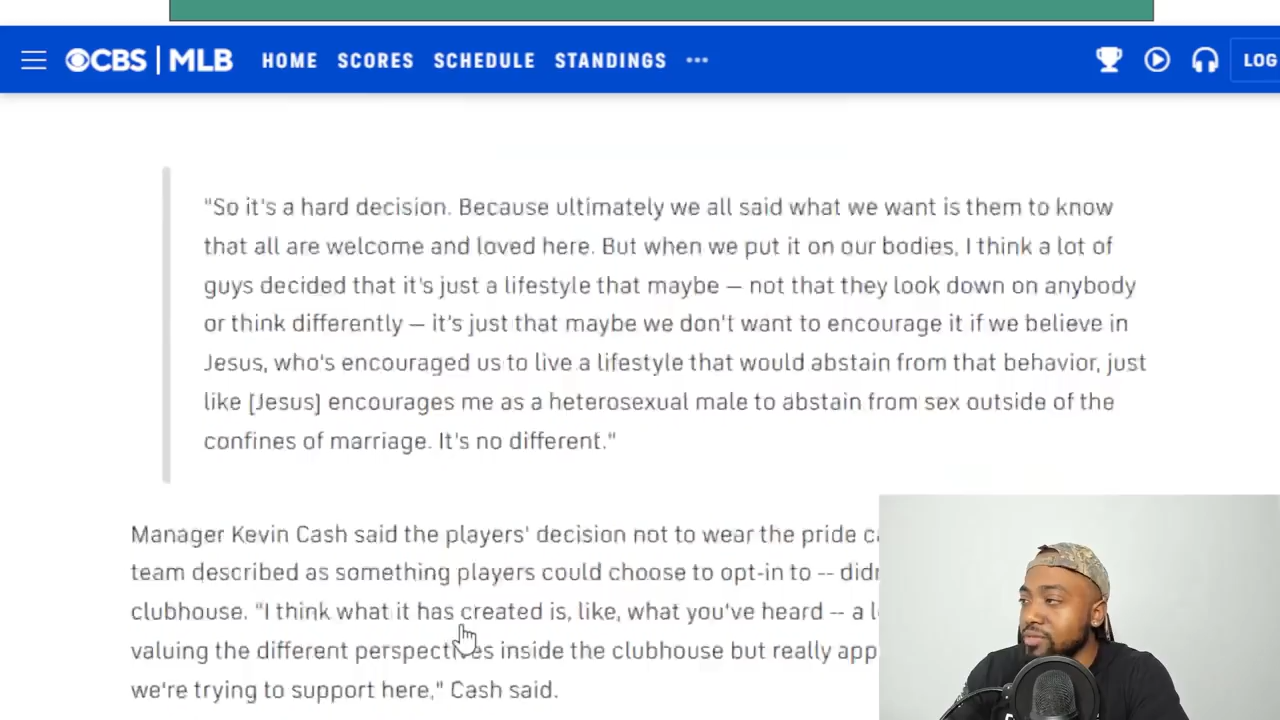 CBS | MLB HOME SCORES SCHEDULE STANDINGS ••• LOG
"So it's a hard decision. Because ultimately we all said what we want is them to know
that all are welcome and loved here. But when we put it on our bodies, I think a lot of
guys decided that it's just a lifestyle that maybe — not that they look down on anybody
or think differently — it's just that maybe we don't want to encourage it if we believe in
Jesus, who's encouraged us to live a lifestyle that would abstain from that behavior, just
like [Jesus] encourages me as a heterosexual male to abstain from sex outside of the
confines of marriage. It's no different."
Manager Kevin Cash said the players' decision not to wear the pride
team described as something players could choose to opt-in to --
clubhouse. "I think what it has created is, like, what you've heard -- a
valuing the different perspectives inside the clubhouse but really
we're trying to support here," Cash said.